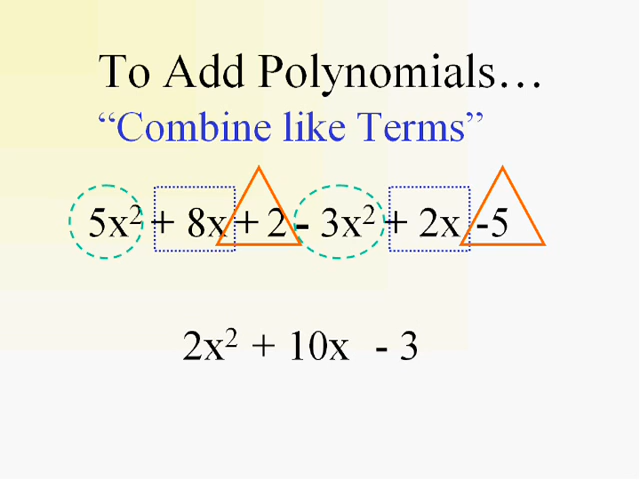 To Add Polynomials…
“Combine like Terms”
5x² + 8x + 2 - 3x² + 2x -5
2x² + 10x - 3